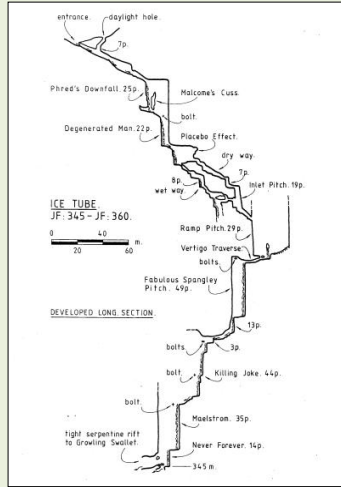 entrance.
daylight hole.
7p.
Phred's Downfall. 25p.
Malcome's Cuss.
bolt.
Degenerated Man. 22p.
Placebo Effect.
dry way.
7p.
8p.
wet way.
Inlet Pitch. 19p.
ICE TUBE.
JF: 345 - JF: 360.
0 20
40 60 m.
Ramp Pitch. 29p.
Vertigo Traverse.
bolts.
Fabulous Spangley
Pitch. 49p.
DEVELOPED LONG. SECTION.
13p.
bolts.
3p.
bolt.
Killing Joke. 44p.
bolt.
Maelstrom. 35p.
tight serpentine rift
to Growling Swallet.
Never Forever. 14p.
345 m.